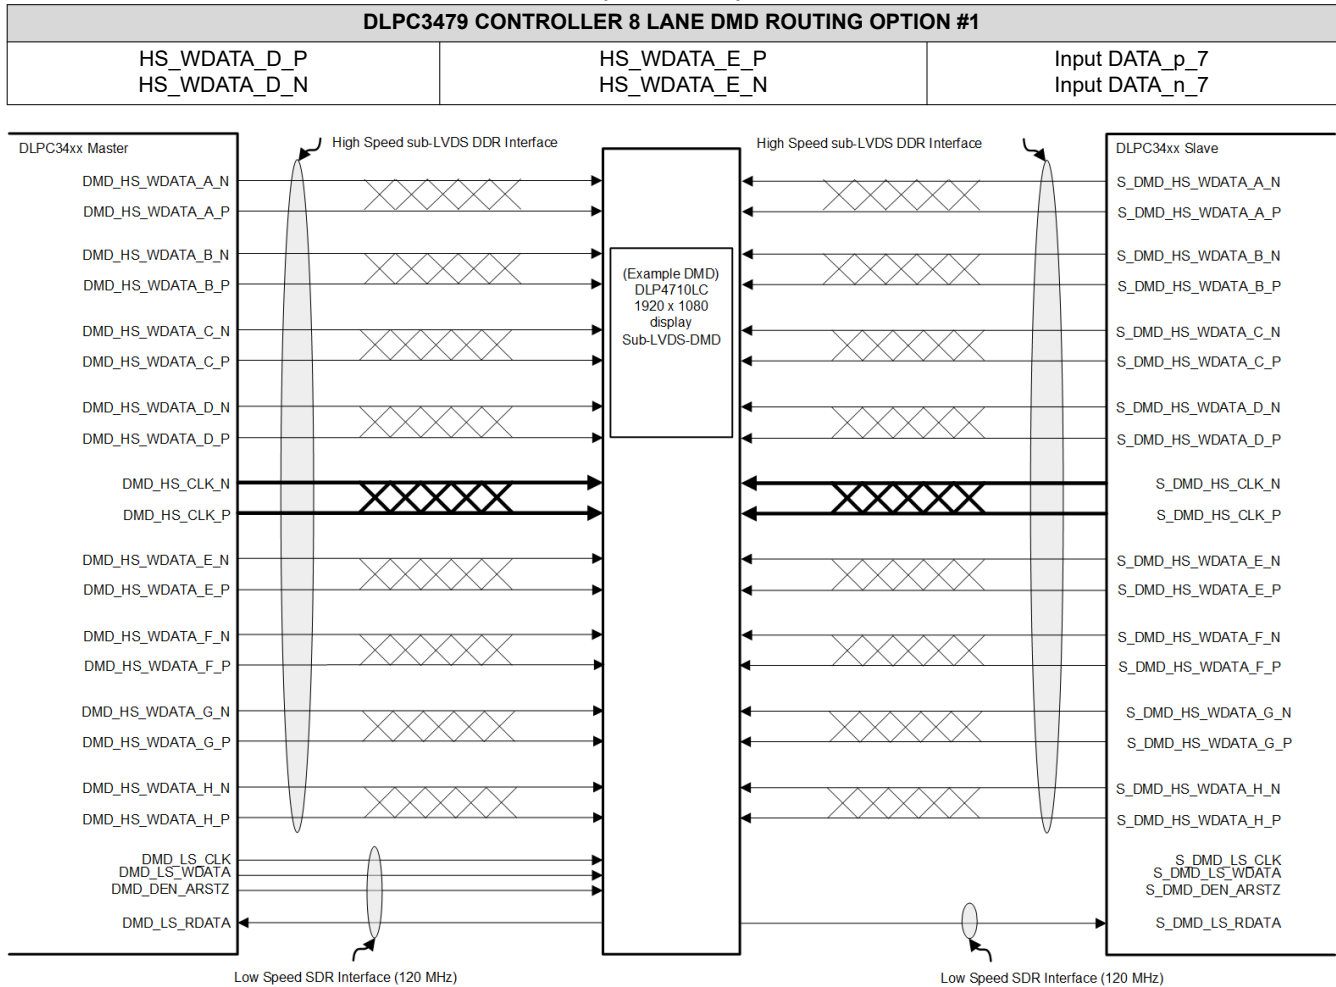 DLPC3479 CONTROLLER 8 LANE DMD ROUTING OPTION #1
HS_WDATA_D_P
HS_WDATA_D_N
HS_WDATA_E_P
HS_WDATA_E_N
Input DATA_p_7
Input DATA_n_7
High Speed sub-LVDS DDR Interface
High Speed sub-LVDS DDR Interface
DLPC34xx Master
DMD_HS_WDATA_A_N
DMD_HS_WDATA_A_P
DMD_HS_WDATA_B_N
DMD_HS_WDATA_B_P
DMD_HS_WDATA_C_N
DMD_HS_WDATA_C_P
DMD_HS_WDATA_D_N
DMD_HS_WDATA_D_P
DMD_HS_CLK_N
DMD_HS_CLK_P
DMD_HS_WDATA_E_N
DMD_HS_WDATA_E_P
DMD_HS_WDATA_F_N
DMD_HS_WDATA_F_P
DMD_HS_WDATA_G_N
DMD_HS_WDATA_G_P
DMD_HS_WDATA_H_N
DMD_HS_WDATA_H_P
DMD_LS_CLK
DMD_LS_WDATA
DMD_DEN_ARSTZ
DMD_LS_RDATA
(Example DMD)
DLP4710LC
1920 x 1080
display
Sub-LVDS-DMD
DLPC34xx Slave
S_DMD_HS_WDATA_A_N
S_DMD_HS_WDATA_A_P
S_DMD_HS_WDATA_B_N
S_DMD_HS_WDATA_B_P
S_DMD_HS_WDATA_C_N
S_DMD_HS_WDATA_C_P
S_DMD_HS_WDATA_D_N
S_DMD_HS_WDATA_D_P
S_DMD_HS_CLK_N
S_DMD_HS_CLK_P
S_DMD_HS_WDATA_E_N
S_DMD_HS_WDATA_E_P
S_DMD_HS_WDATA_F_N
S_DMD_HS_WDATA_F_P
S_DMD_HS_WDATA_G_N
S_DMD_HS_WDATA_G_P
S_DMD_HS_WDATA_H_N
S_DMD_HS_WDATA_H_P
S_DMD_LS_CLK
S_DMD_LS_WDATA
S_DMD_DEN_ARSTZ
S_DMD_LS_RDATA
Low Speed SDR Interface (120 MHz)
Low Speed SDR Interface (120 MHz)